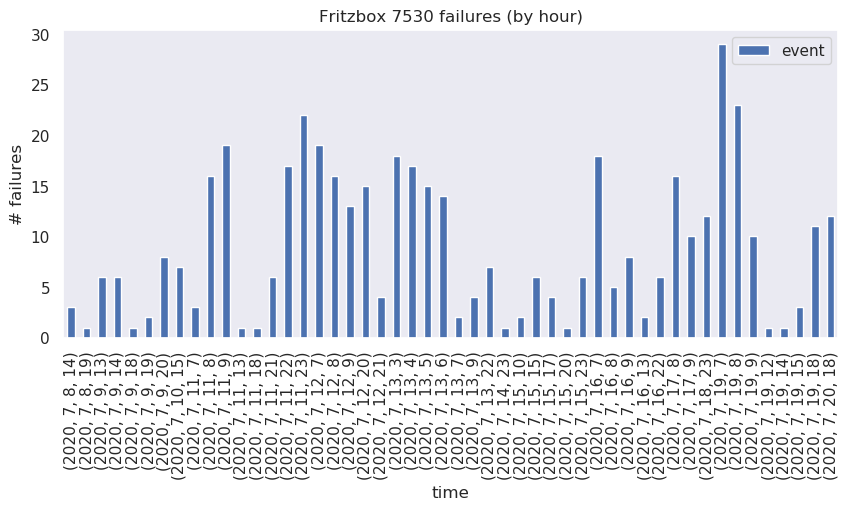 Fritzbox 7530 failures (by hour)
event
# failures
30
25
20
15
10
5
0
(2020, 7, 8, 14)
(2020, 7, 8, 19)
(2020, 7, 9, 13)
(2020, 7, 9, 14)
(2020, 7, 9, 18)
(2020, 7, 9, 19)
(2020, 7, 9, 20)
(2020, 7, 10, 15)
(2020, 7, 11, 7)
(2020, 7, 11, 8)
(2020, 7, 11, 9)
(2020, 7, 11, 13)
(2020, 7, 11, 18)
(2020, 7, 11, 21)
(2020, 7, 11, 22)
(2020, 7, 11, 23)
(2020, 7, 12, 7)
(2020, 7, 12, 8)
(2020, 7, 12, 9)
(2020, 7, 12, 20)
(2020, 7, 12, 21)
(2020, 7, 13, 3)
(2020, 7, 13, 4)
(2020, 7, 13, 5)
(2020, 7, 13, 6)
(2020, 7, 13, 7)
(2020, 7, 13, 9)
(2020, 7, 13, 22)
(2020, 7, 14, 23)
(2020, 7, 15, 10)
(2020, 7, 15, 15)
(2020, 7, 15, 17)
(2020, 7, 15, 20)
(2020, 7, 15, 23)
(2020, 7, 16, 7)
(2020, 7, 16, 8)
(2020, 7, 16, 9)
(2020, 7, 16, 13)
(2020, 7, 16, 22)
(2020, 7, 17, 8)
(2020, 7, 17, 9)
(2020, 7, 18, 23)
(2020, 7, 19, 7)
(2020, 7, 19, 8)
(2020, 7, 19, 9)
(2020, 7, 19, 12)
(2020, 7, 19, 14)
(2020, 7, 19, 15)
(2020, 7, 19, 18)
(2020, 7, 20, 18)
time